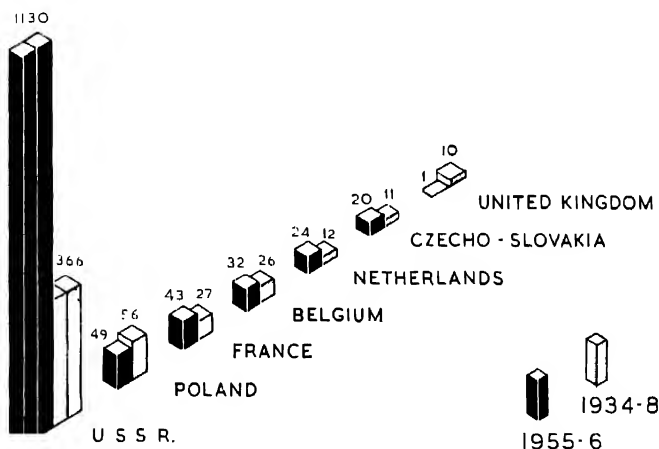 1130
366
U S S R.
49 56
POLAND
43 27
FRANCE
32 26
BELGIUM
24 12
NETHERLANDS
20 11
CZECHO - SLOVAKIA
1 10
UNITED KINGDOM
1934-8
1955-6